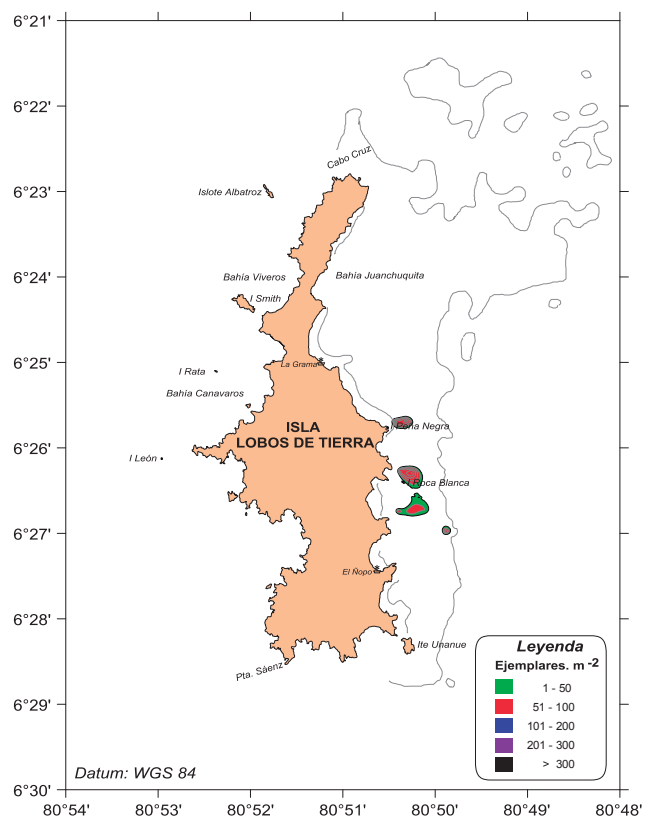 6°21'
6°22'
Cabo Cruz
6°23'
Islote Albatroz
6°24'
Bahía Viveros
Bahía Juanchuquita
I Smith
6°25'
La Grama
I Rata
Bahía Canavaros
ISLA
LOBOS DE TIERRA
I Peña Negra
6°26'
I León
I Roca Blanca
6°27'
El Ñopo
6°28'
Ite Unanue
Pta. Sáenz
6°29'
Leyenda
Ejemplares. m -2
1 - 50
51 - 100
101 - 200
201 - 300
> 300
Datum: WGS 84
6°30'
80°54' 80°53' 80°52' 80°51' 80°50' 80°49' 80°48'